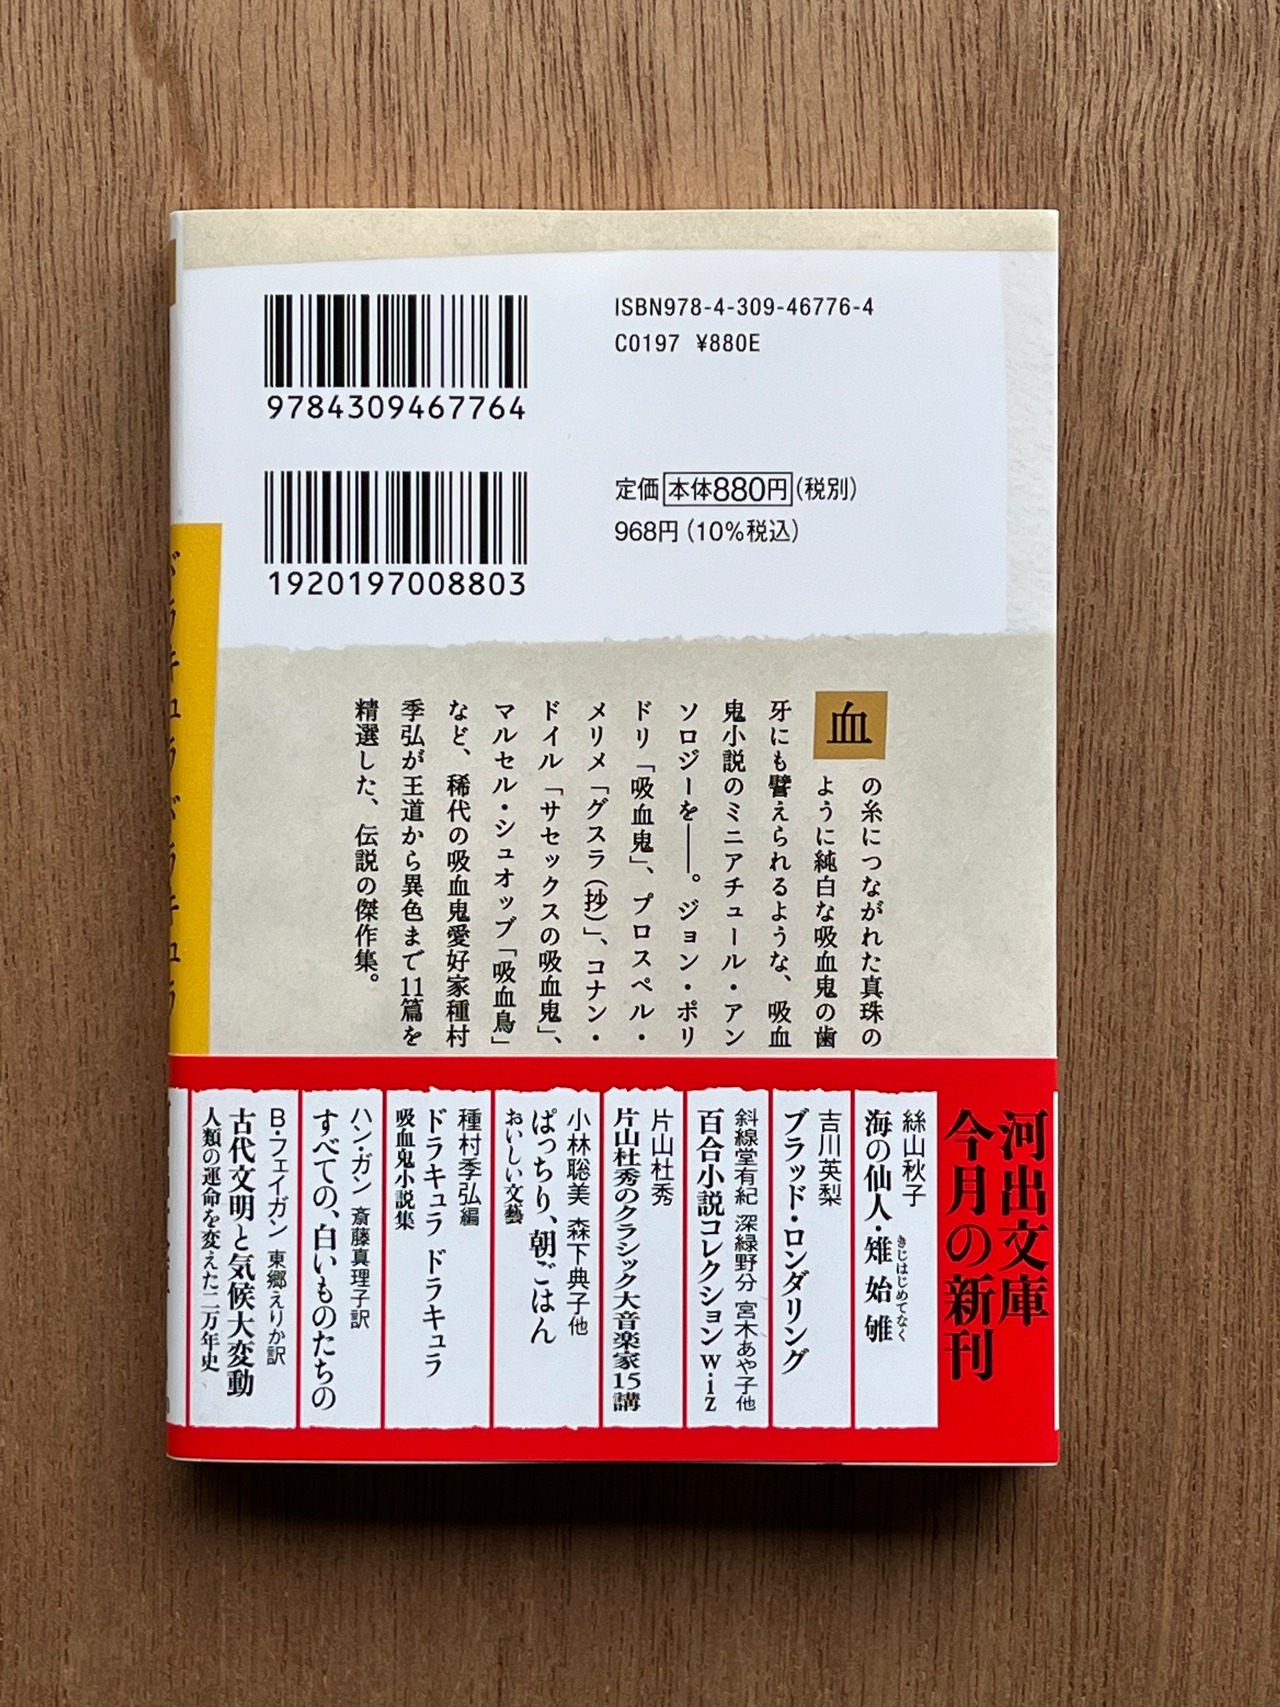 9784309467764
ISBN978-4-309-46776-4
C0197 ¥880E
1920197008803
定価本体880円(税別)
968円(10%税込)
ドラキュラドラキュラ
血の糸につながれた真珠の
ように純白な吸血鬼の歯
牙にも譬えられるような、吸血
鬼小説のミニアチュール・アン
ソロジーを——。ジョン・ポリ
ドリ「吸血鬼」、プロスペル・
メリメ「グスラ(抄)」、コナン・
ドイル「サセックスの吸血鬼」、
マルセル・シュオッブ「吸血鳥」
など、稀代の吸血鬼愛好家種村
季弘が王道から異色まで11篇を
精選した、伝説の傑作集。
河出文庫
今月の新刊
絲山秋子
海の仙人・雉始雊
きじはじめてなく
吉川英梨
ブラッド・ロンダリング
斜線堂有紀 深緑野分 宮木あや子他
百合小説コレクション wiz
片山杜秀
片山杜秀のクラシック大音楽家15講
小林聡美 森下典子他
ぱっちり、朝ごはん
おいしい文藝
種村季弘編
ドラキュラ ドラキュラ
吸血鬼小説集
ハン・ガン 斎藤真理子訳
すべての、白いものたちの
B・フェイガン 東郷えりか訳
古代文明と気候大変動
人類の運命を変えた二万年史